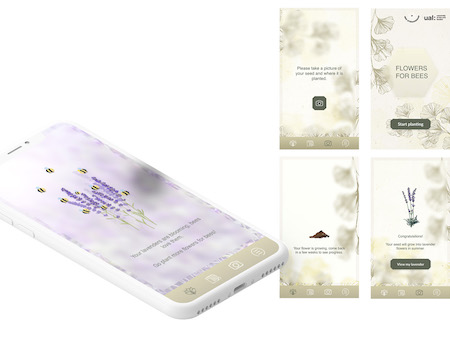 Your lavenders are blooming. Bees
love them.
Go plant more flowers for bees!
Please take a picture of
your seed and where it is
planted.
ual:
FLOWERS
FOR BEES
Start planting
Your flower is growing, come back
in a few weeks to see progress.
Congratulations!
Your seed will grow into lavender
flowers in summer.
View my lavender